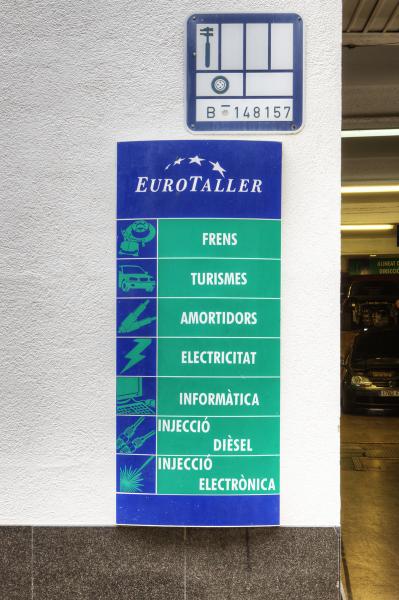 B - 148157
EUROTALLER
FRENS
TURISMES
AMORTIDORS
ELECTRICITAT
INFORMÀTICA
INJECCIÓ
DIÈSEL
INJECCIÓ
ELECTRÒNICA